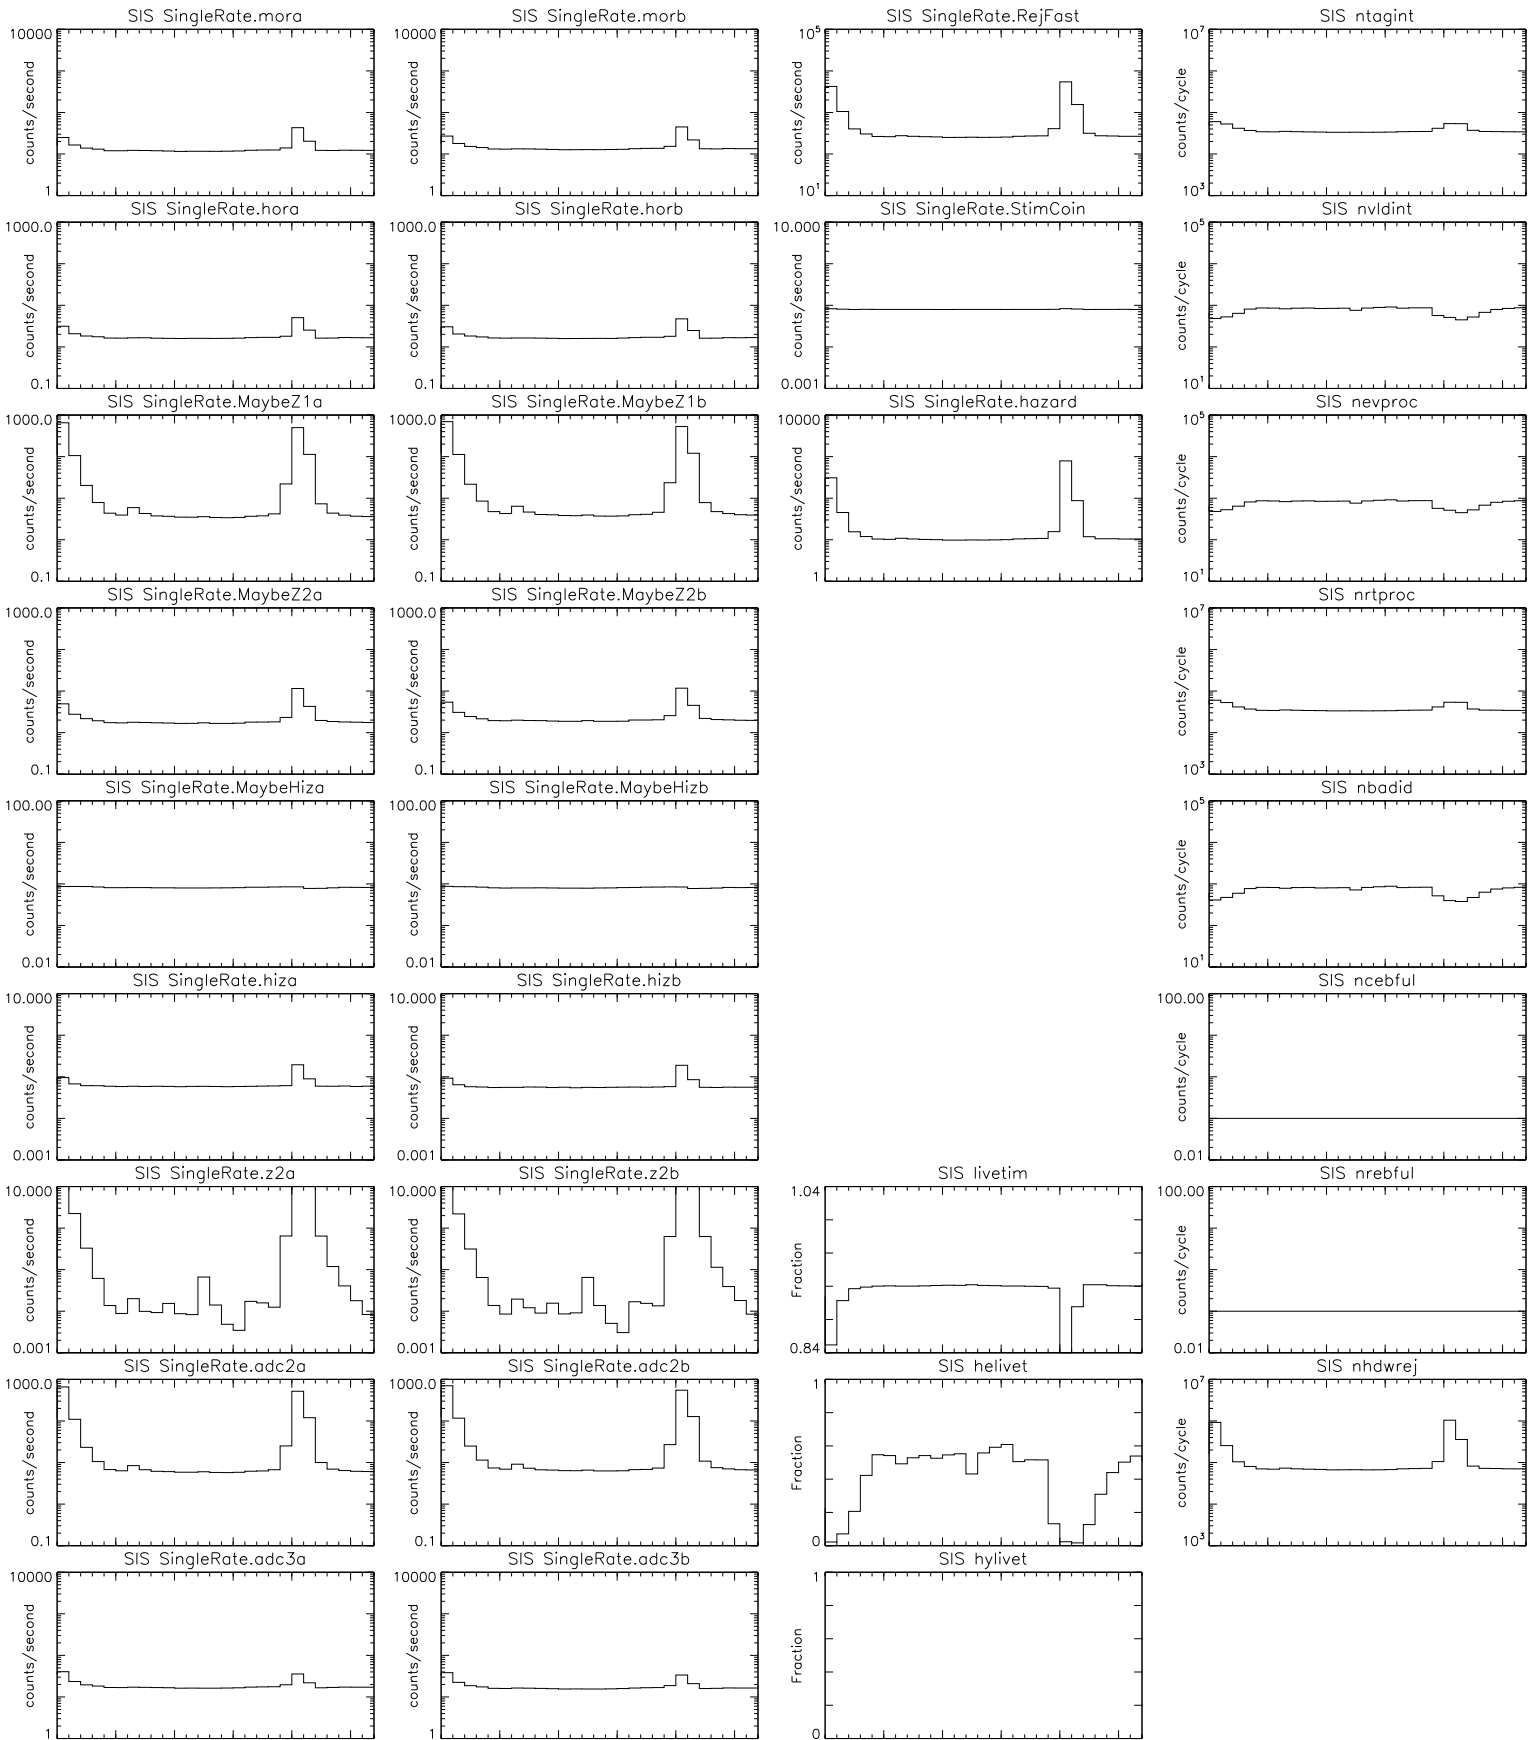 SIS SingleRate.mora SIS SingleRate.morb SIS SingleRate.RejFast SIS ntagint
10000 10000 10^5 10^7
counts/second counts/second counts/second counts/cycle
1 1 10^1 10^3
SIS SingleRate.hora SIS SingleRate.horb SIS SingleRate.StimCoin SIS nvldint
1000.0 1000.0 10.000 10^5
counts/second counts/second counts/second counts/cycle
0.1 0.1 0.001 10^1
SIS SingleRate.MaybeZ1a SIS SingleRate.MaybeZ1b SIS SingleRate.hazard SIS nevproc
1000.0 1000.0 10000 10^5
counts/second counts/second counts/second counts/cycle
0.1 0.1 1 10^1
SIS SingleRate.MaybeZ2a SIS SingleRate.MaybeZ2b SIS nrtproc
1000.0 1000.0 10^7
counts/second counts/second counts/cycle
0.1 0.1 10^3
SIS SingleRate.MaybeHiza SIS SingleRate.MaybeHizb SIS nbadid
100.00 100.00 10^5
counts/second counts/second counts/cycle
0.01 0.01 10^1
SIS SingleRate.hiza SIS SingleRate.hizb SIS ncebful
10.000 10.000 100.00
counts/second counts/second counts/cycle
0.001 0.001 0.01
SIS SingleRate.z2a SIS SingleRate.z2b SIS livetim SIS nrebful
10.000 10.000 1.04 100.00
counts/second counts/second Fraction counts/cycle
0.001 0.001 0.84 0.01
SIS SingleRate.adc2a SIS SingleRate.adc2b SIS helivet SIS nhdwrej
1000.0 1000.0 1 10^7
counts/second counts/second Fraction counts/cycle
0.1 0.1 0 10^3
SIS SingleRate.adc3a SIS SingleRate.adc3b SIS hylivet
10000 10000 1
counts/second counts/second Fraction
1 1 0